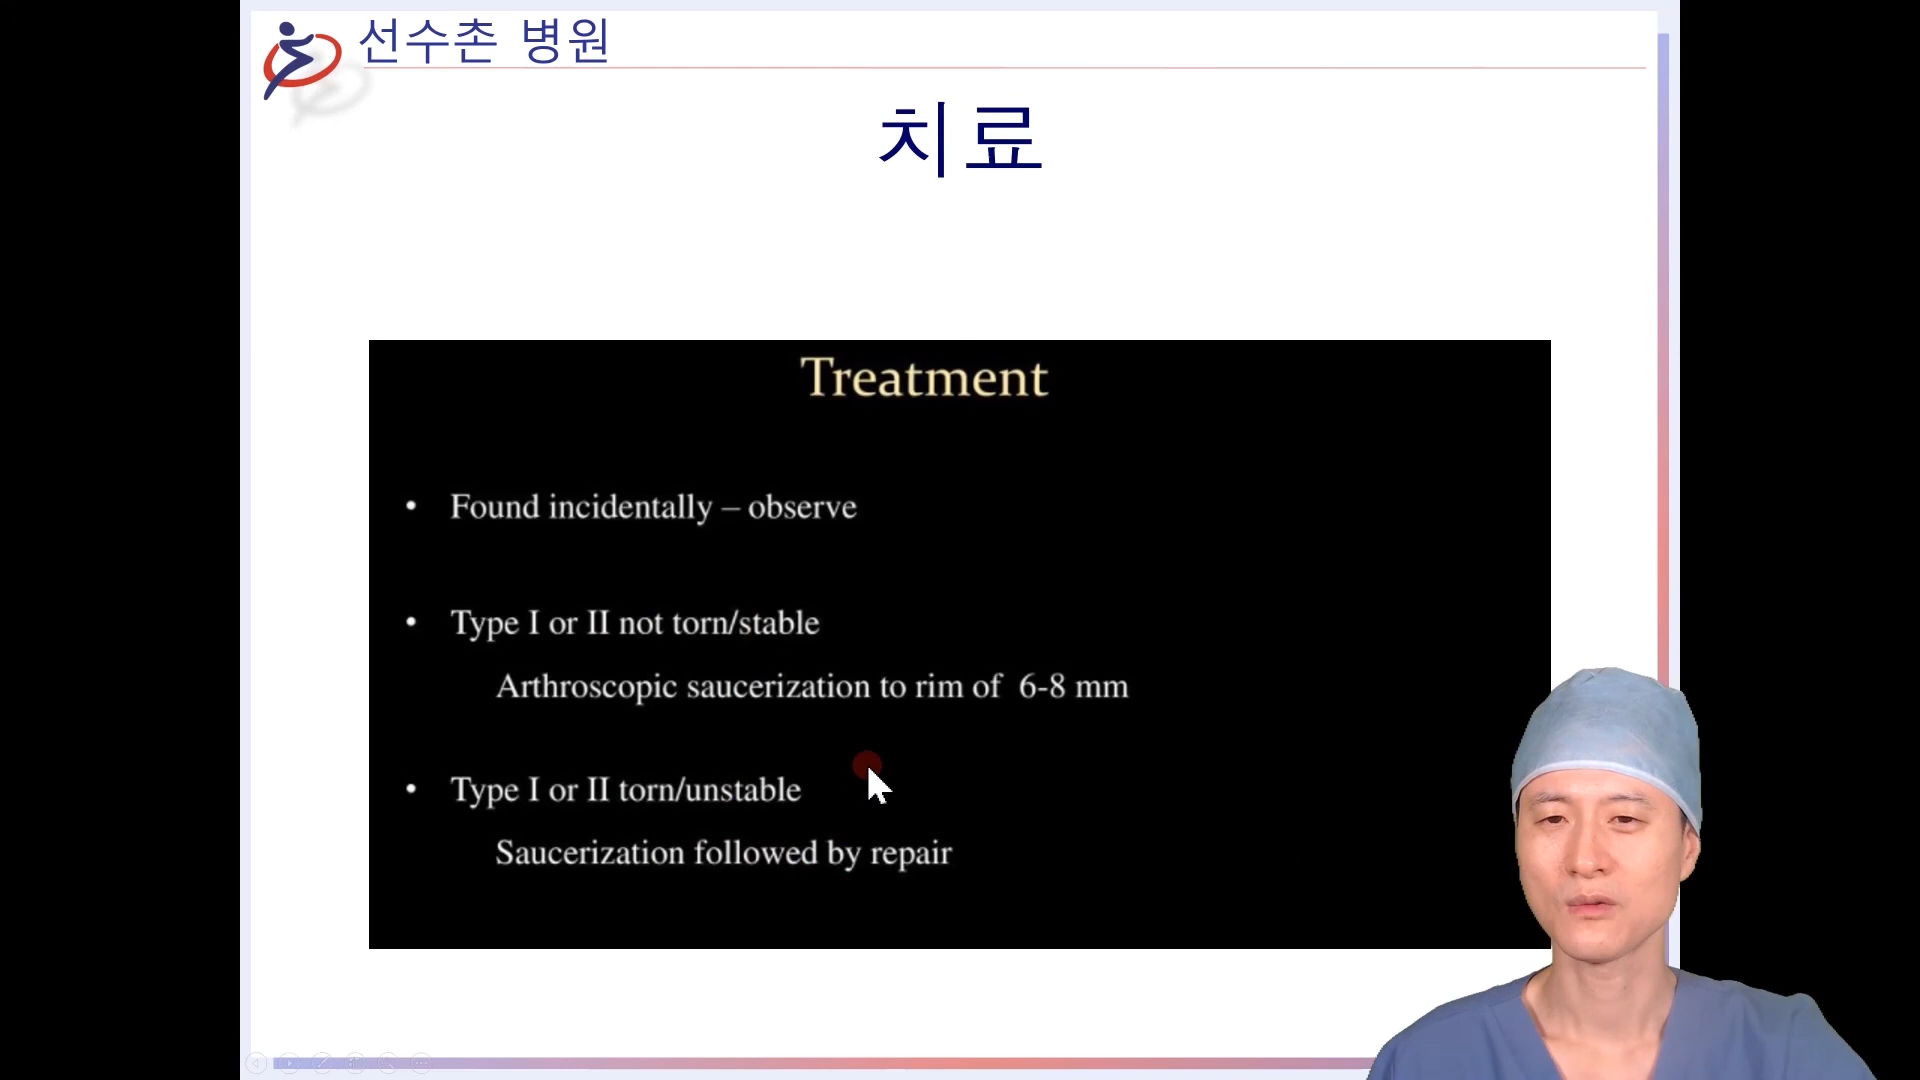 선수촌 병원
치료
Treatment
• Found incidentally – observe
• Type I or II not torn/stable
Arthroscopic saucerization to rim of 6-8 mm
• Type I or II torn/unstable
Saucerization followed by repair